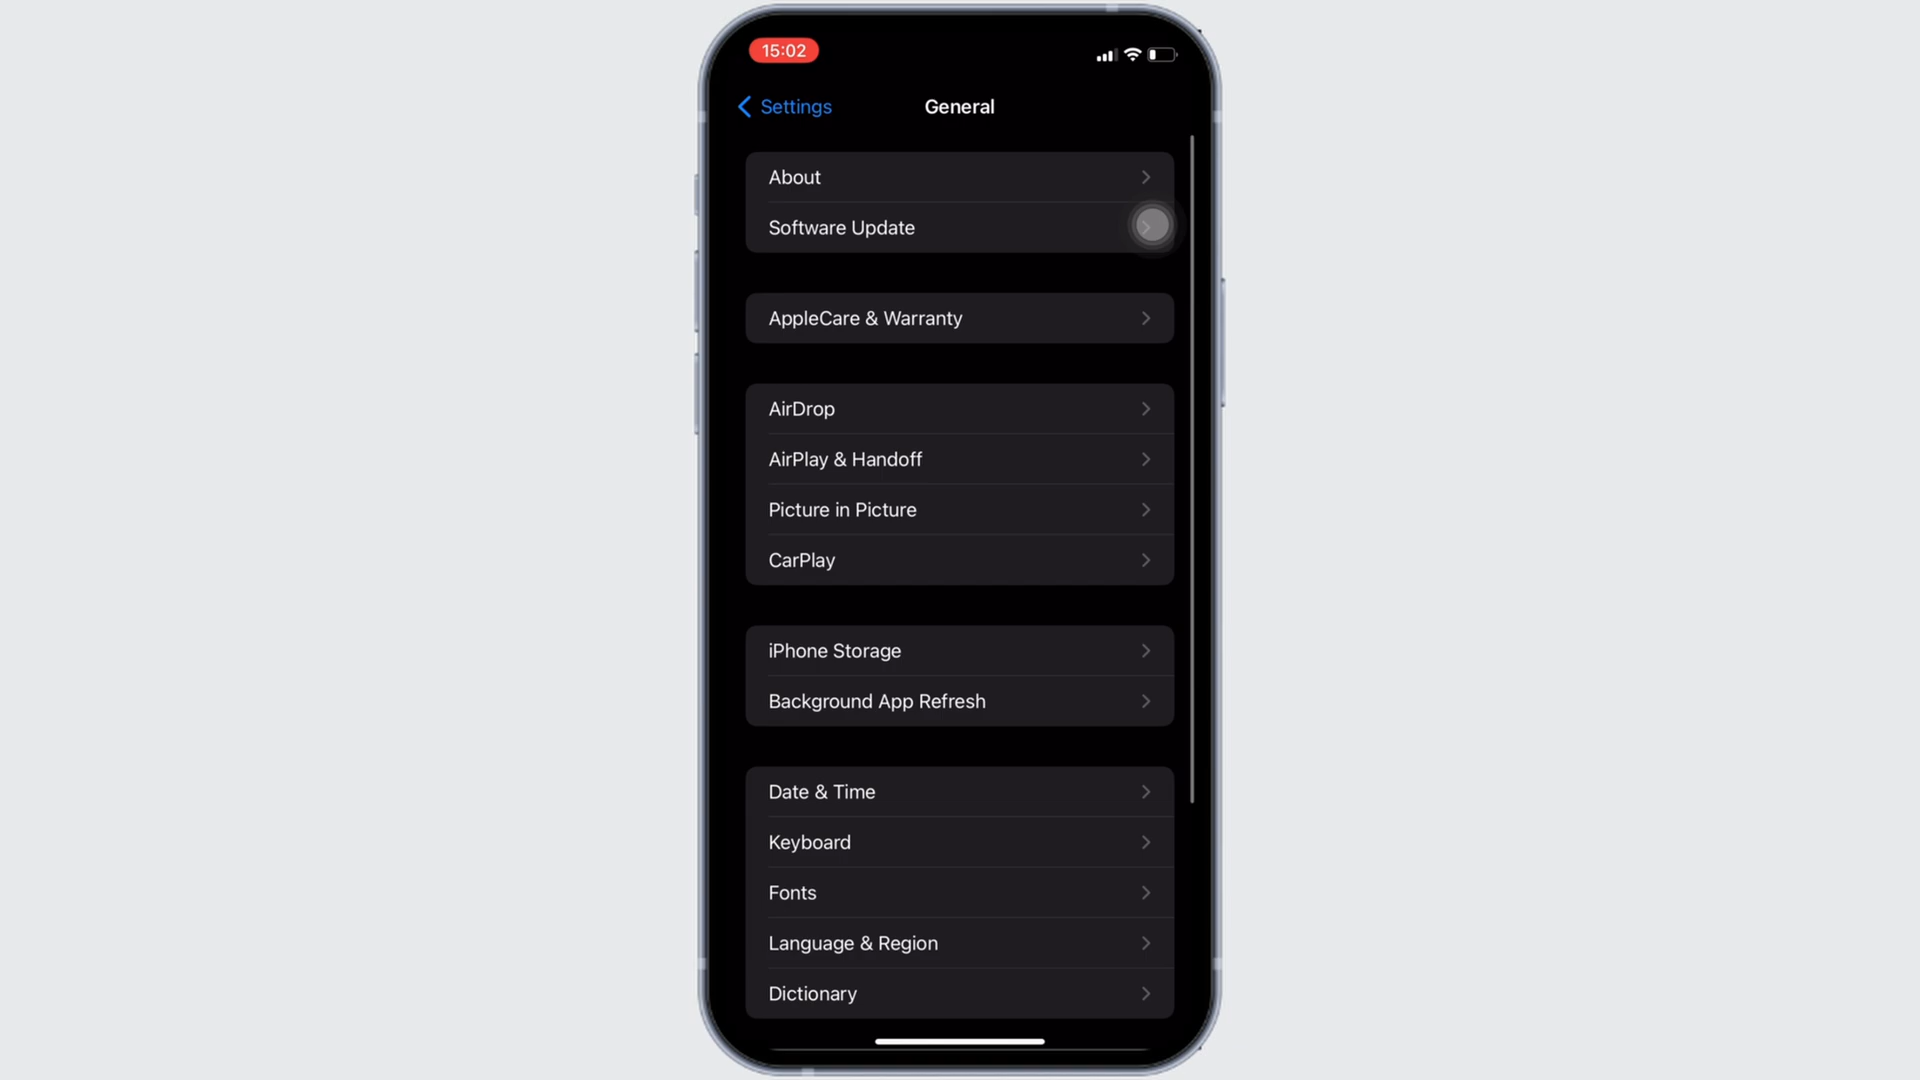 15:02
Settings
General
About
Software Update
AppleCare & Warranty
AirDrop
AirPlay & Handoff
Picture in Picture
CarPlay
iPhone Storage
Background App Refresh
Date & Time
Keyboard
Fonts
Language & Region
Dictionary